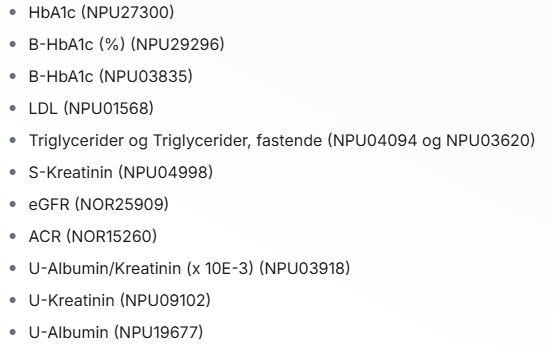 HbA1c (NPU27300)
B-HbA1c (%) (NPU29296)
B-HbA1c (NPU03835)
LDL (NPU01568)
Triglycerider og Triglycerider, fastende (NPU04094 og NPU03620)
S-Kreatinin (NPU04998)
eGFR (NOR25909)
ACR (NOR15260)
U-Albumin/Kreatinin (x 10E-3) (NPU03918)
U-Kreatinin (NPU09102)
U-Albumin (NPU19677)